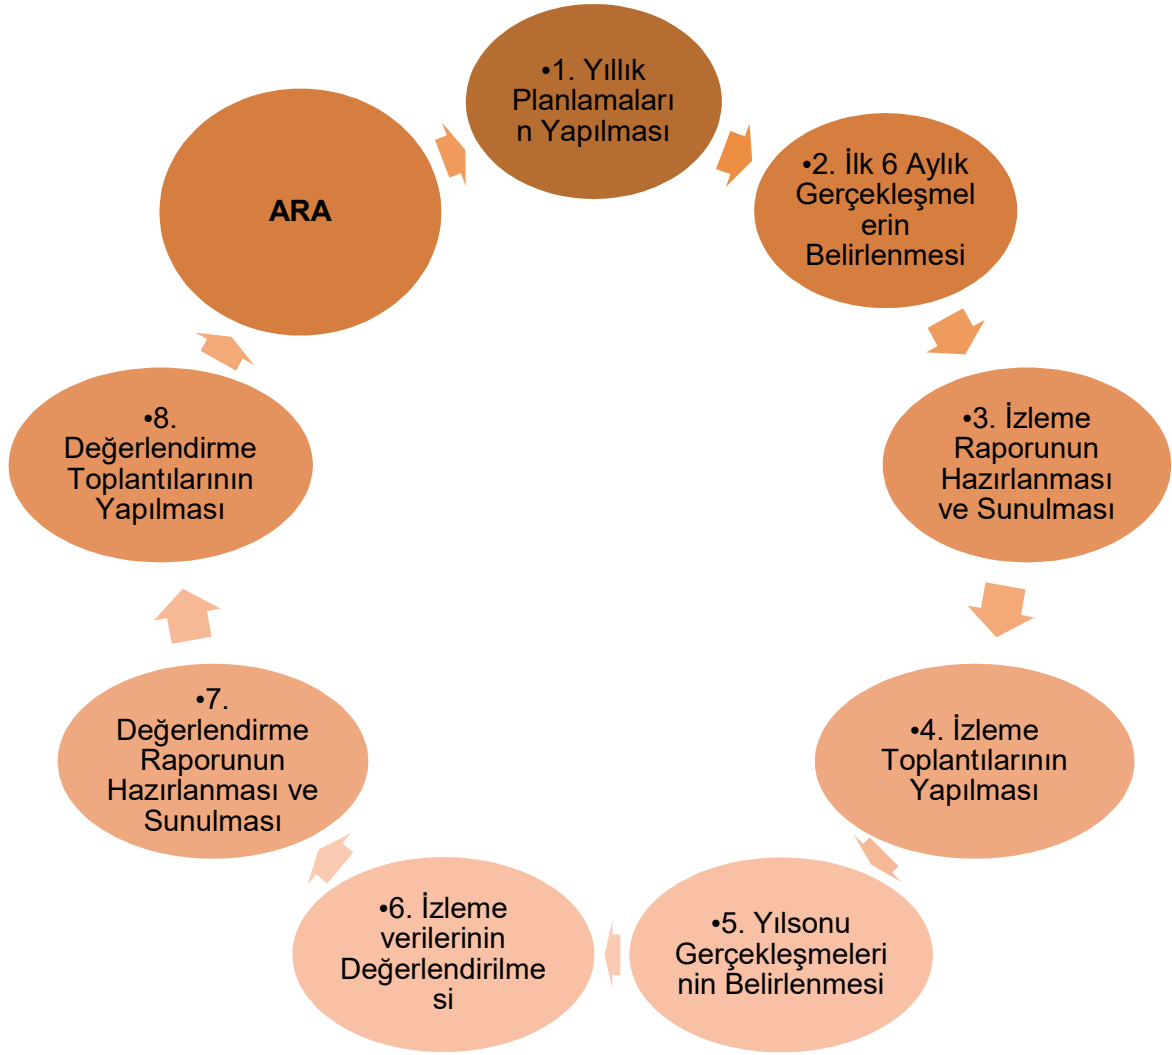 •1. Yıllık
Planlamaları
n Yapılması
•2. İlk 6 Aylık
Gerçekleşmel
erin
Belirlenmesi
•3. İzleme
Raporunun
Hazırlanması
ve Sunulması
•4. İzleme
Toplantılarının
Yapılması
•5. Yılsonu
Gerçekleşmeleri
nin Belirlenmesi
•6. İzleme
verilerinin
Değerlendirilme
si
•7.
Değerlendirme
Raporunun
Hazırlanması ve
Sunulması
•8.
Değerlendirme
Toplantılarının
Yapılması
ARA